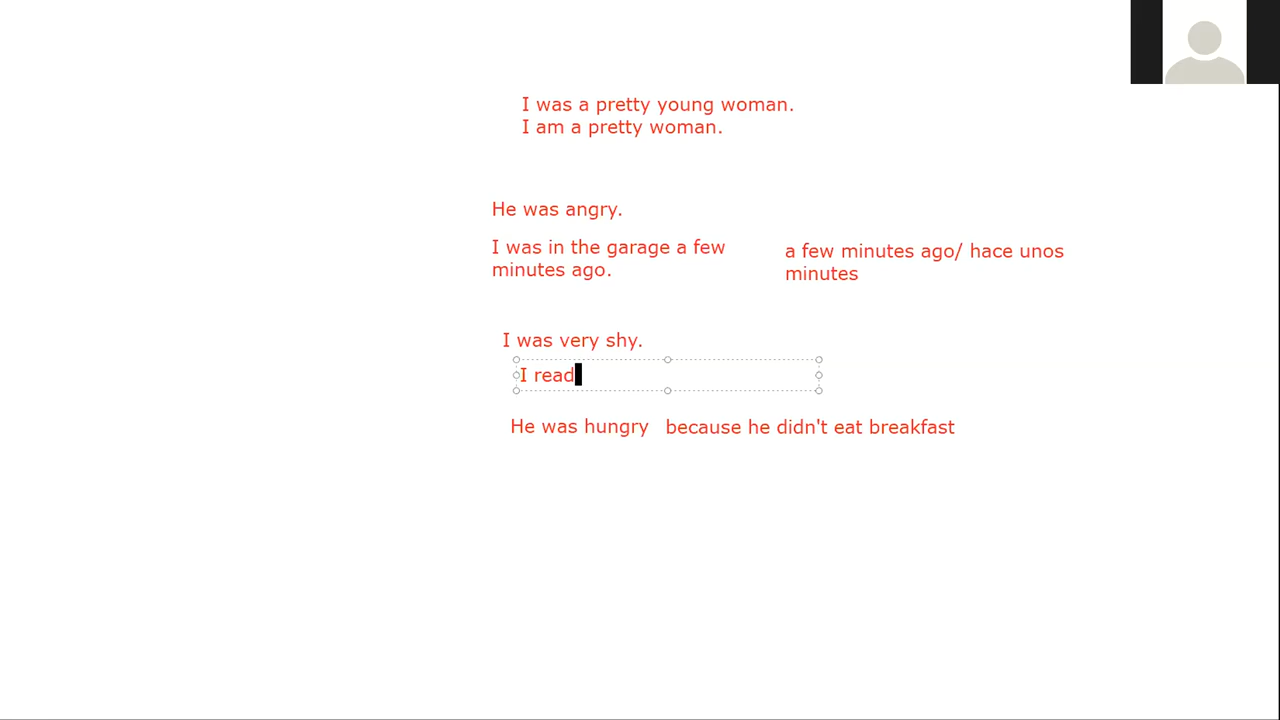 I was a pretty young woman.
I am a pretty woman.
He was angry.
I was in the garage a few
minutes ago.
a few minutes ago/ hace unos
minutes
I was very shy.
I read
He was hungry because he didn't eat breakfast